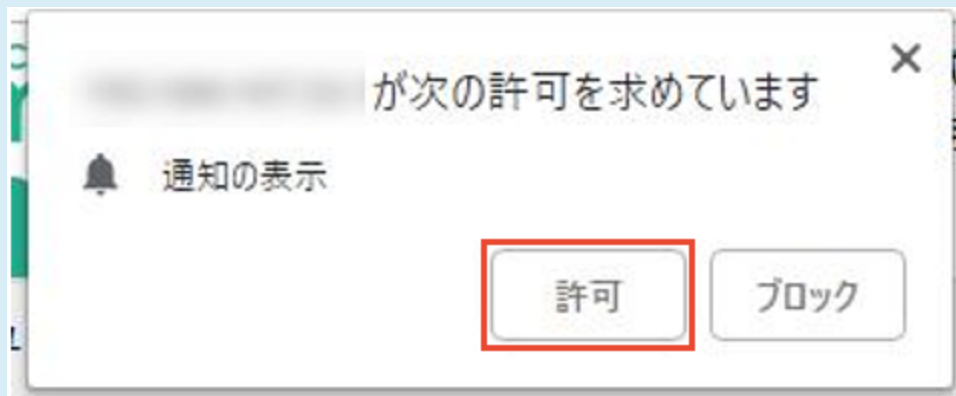 が次の許可を求めています
通知の表示
許可
ブロック